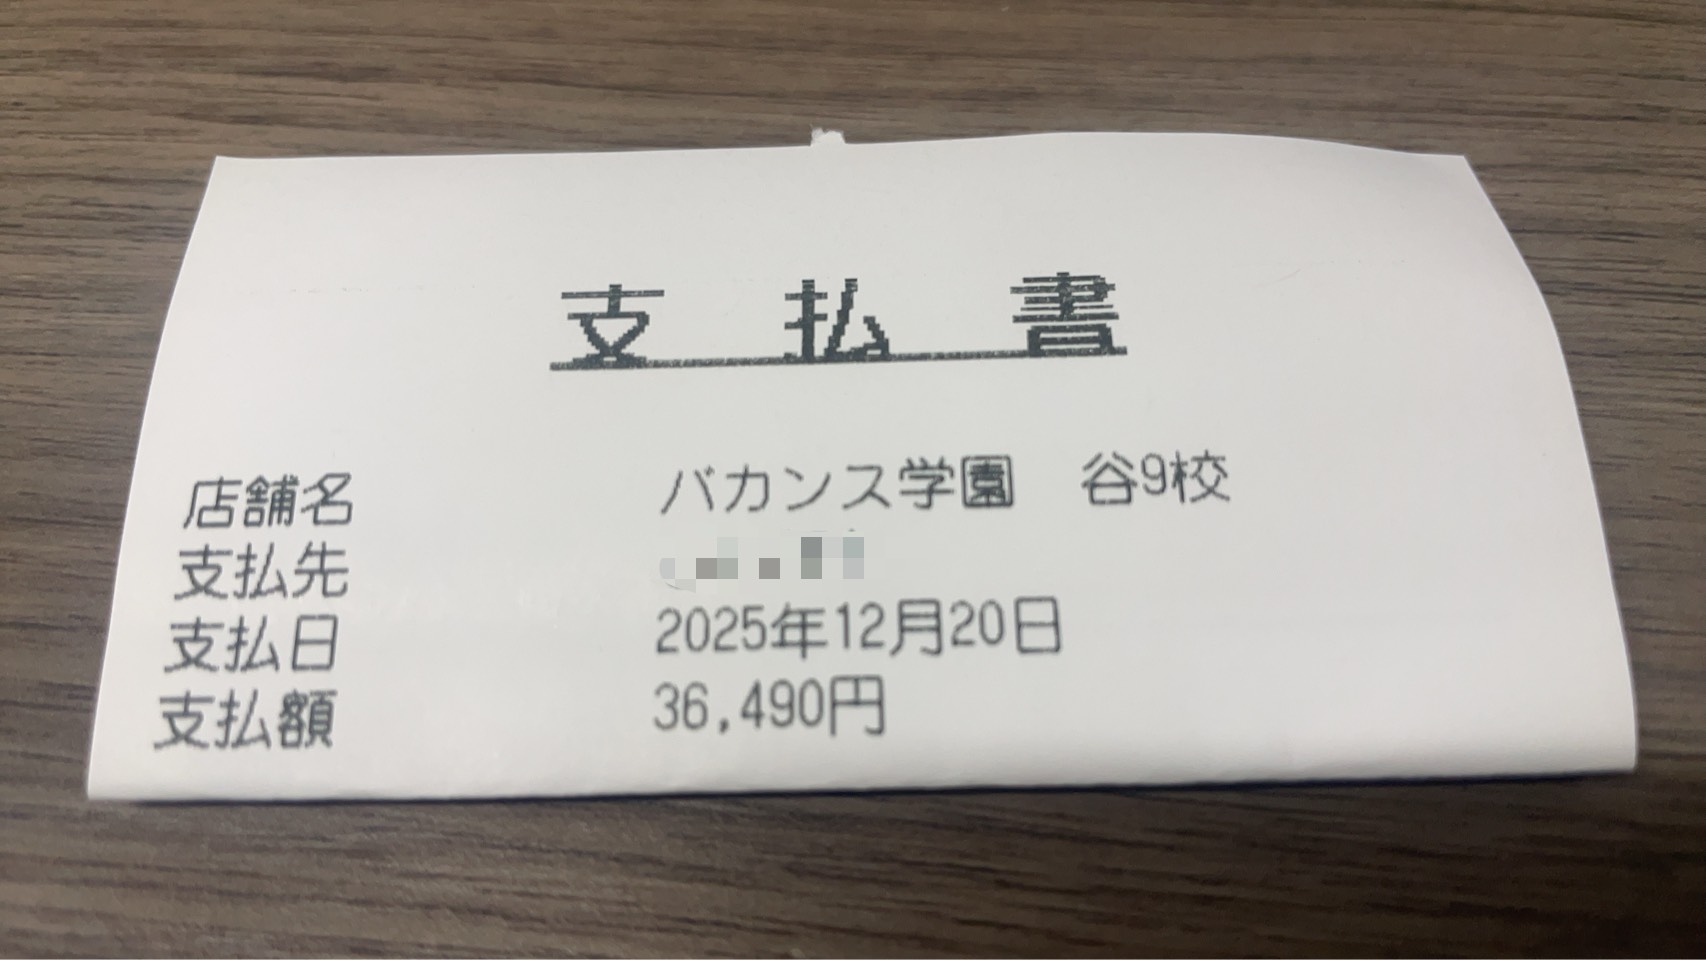 支払書
店舗名 バカンス学園 谷9校
支払先
支払日 2025年12月20日
支払額 36,490円